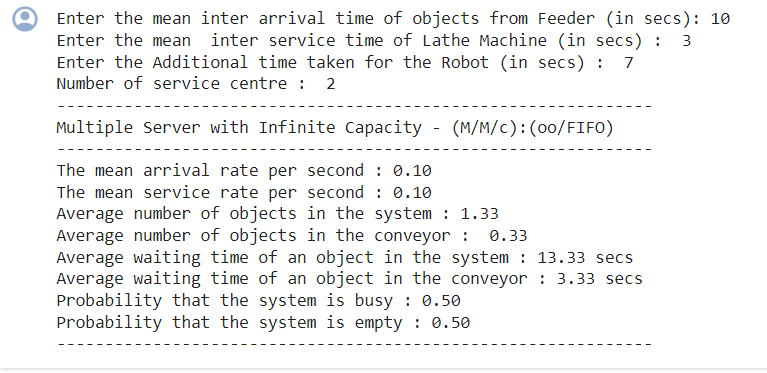 Enter the mean inter arrival time of objects from Feeder (in secs): 10
Enter the mean  inter service time of Lathe Machine (in secs) :  3
Enter the Additional time taken for the Robot (in secs) :  7
Number of service centre :  2
--------------------------------------------------------------
Multiple Server with Infinite Capacity - (M/M/c):(oo/FIFO)
--------------------------------------------------------------
The mean arrival rate per second : 0.10
The mean service rate per second : 0.10
Average number of objects in the system : 1.33
Average number of objects in the conveyor :  0.33
Average waiting time of an object in the system : 13.33 secs
Average waiting time of an object in the conveyor : 3.33 secs
Probability that the system is busy : 0.50
Probability that the system is empty : 0.50
--------------------------------------------------------------